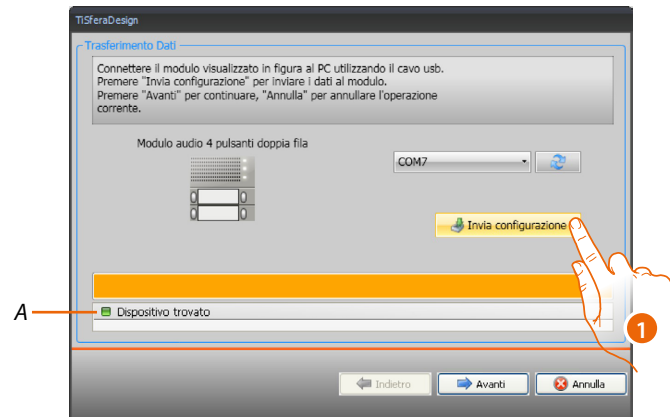 TiSferaDesign
Trasferimento Dati
Connettere il modulo visualizzato in figura al PC utilizzando il cavo usb.
Premere "Invia configurazione" per inviare i dati al modulo.
Premere "Avanti" per continuare, "Annulla" per annullare l'operazione
corrente.
Modulo audio 4 pulsanti doppia fila
COM7
Invia configurazione
A
Dispositivo trovato
1
Indietro
Avanti
Annulla